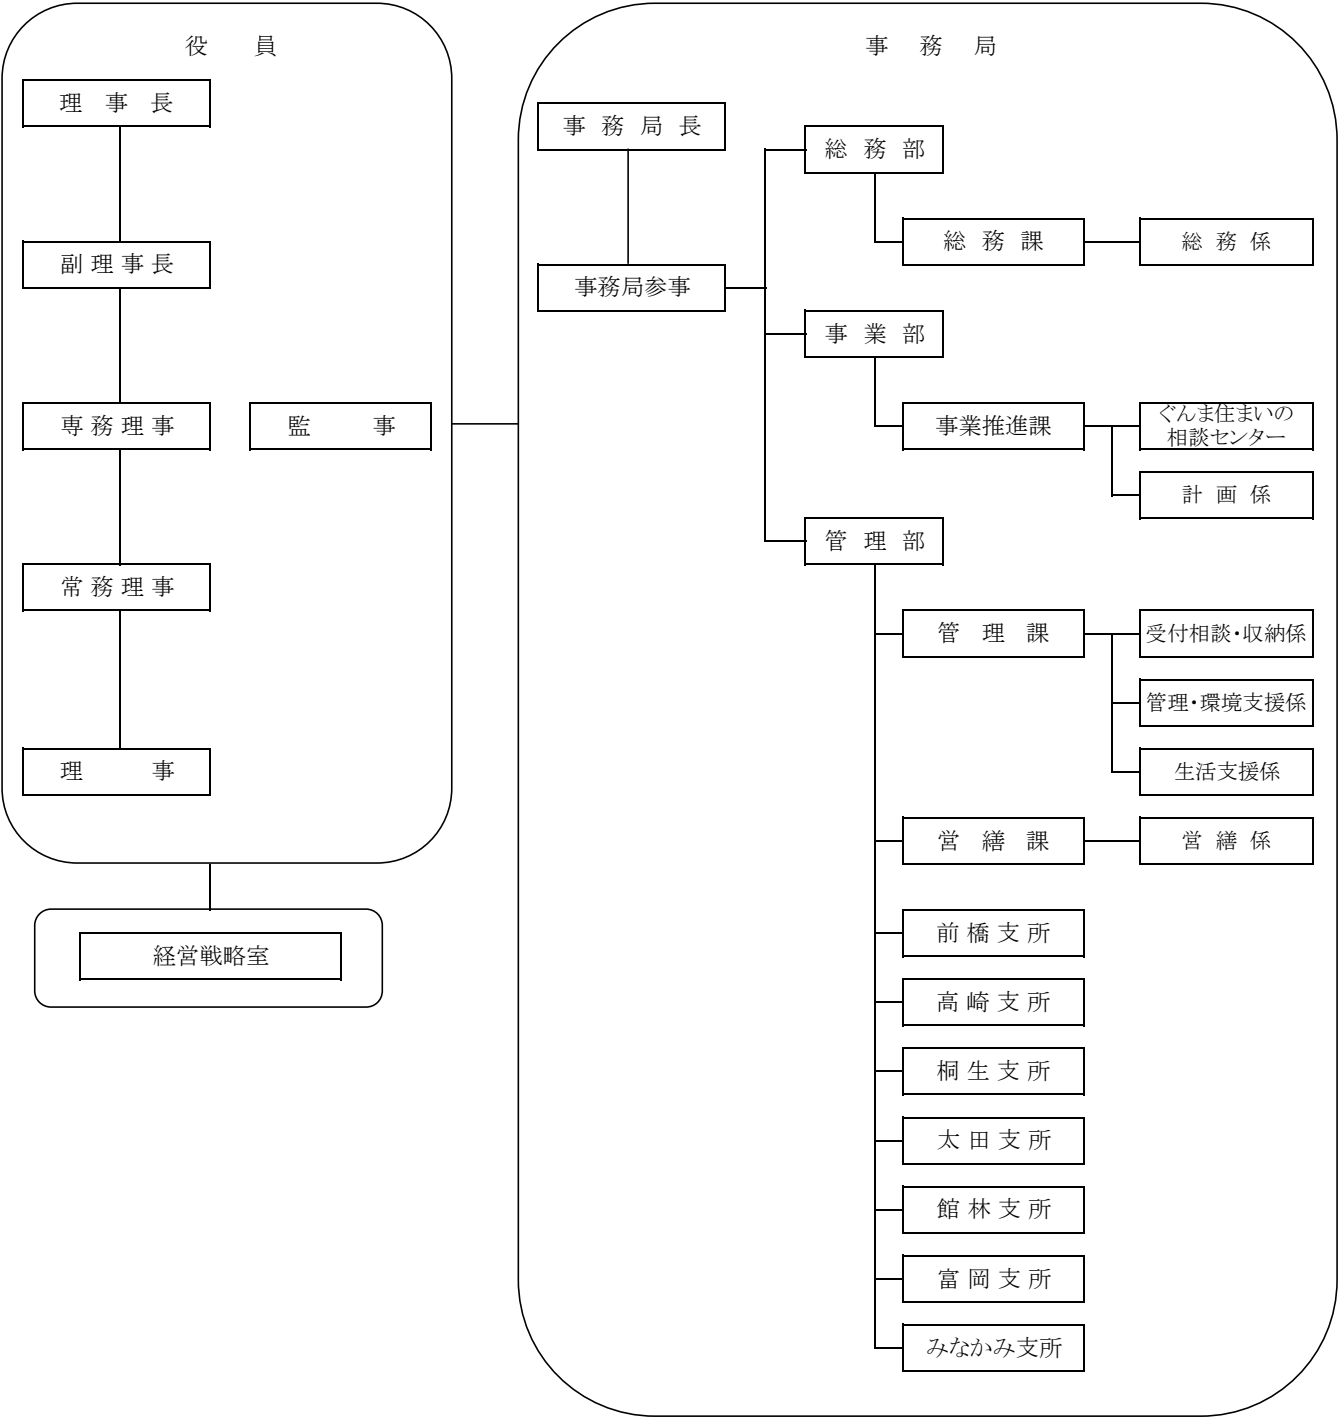 役員
理事長
副理事長
専務理事
監事
常務理事
理事
経営戦略室
事務局
事務局長
事務局参事
総務部
総務課
総務係
事業部
事業推進課
ぐんま住まいの
相談センター
計画係
管理部
管理課
受付相談・収納係
管理・環境支援係
生活支援係
営繕課
営繕係
前橋支所
高崎支所
桐生支所
太田支所
館林支所
富岡支所
みなかみ支所